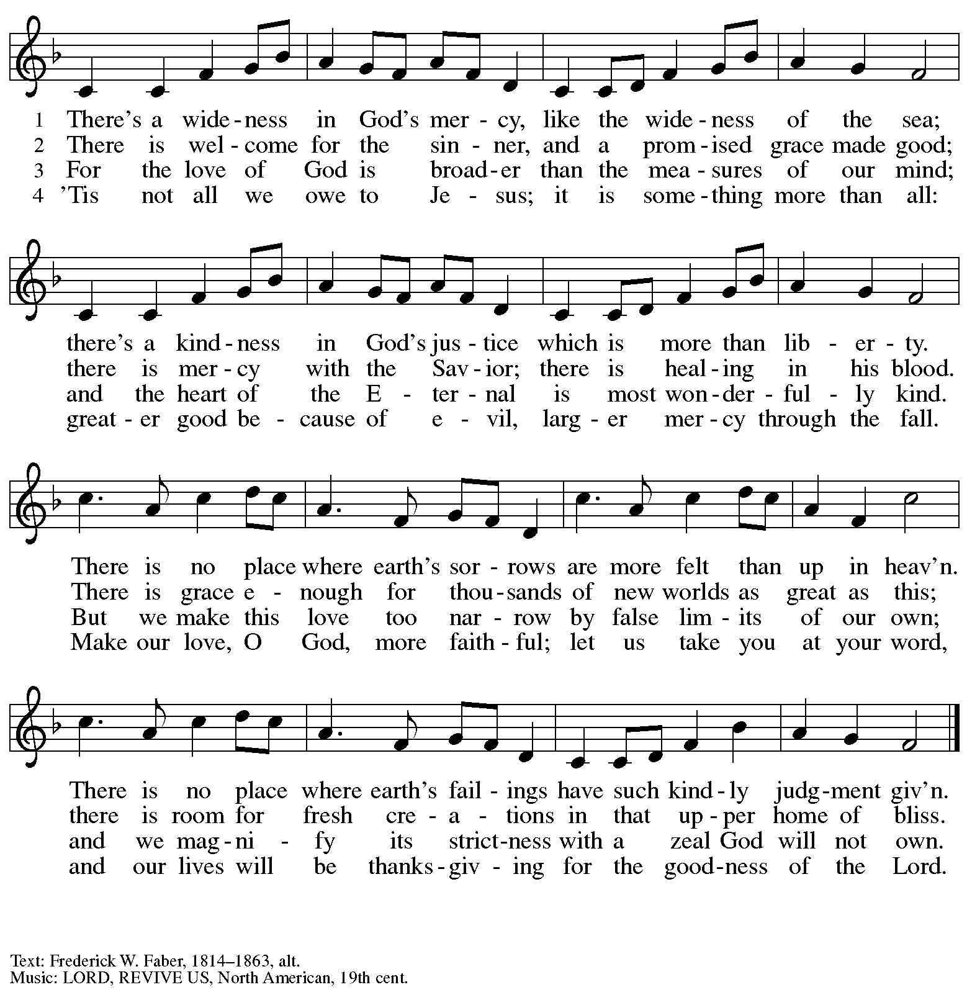 1 There's a wide - ness in God's mer - cy, like the wide - ness of the sea;
2 There is wel - come for the sin - ner, and a prom - ised grace made good;
3 For the love of God is broad - er than the mea - sures of our mind;
4 'Tis not all we owe to Je - sus; it is some - thing more than all:
there's a kind - ness in God's jus - tice which is more than lib - er - ty.
there is mer - cy with the Sav - ior; there is heal - ing in his blood.
and the heart of the E - ter - nal is most won - der - ful - ly kind.
great - er good be - cause of e - vil, larg - er mer - cy through the fall.
There is no place where earth's sor - rows are more felt than up in heav'n.
There is grace e - nough for thou - sands of new worlds as great as this;
But we make this love too nar - row by false lim - its of our own;
Make our love, O God, more faith - ful; let us take you at your word,
There is no place where earth's fail - ings have such kind - ly judg - ment giv'n.
there is room for fresh cre - a - tions in that up - per home of bliss.
and we mag - ni - fy its strict - ness with a zeal God will not own.
and our lives will be thanks - giv - ing for the good - ness of the Lord.
Text: Frederick W. Faber, 1814–1863, alt.
Music: LORD, REVIVE US, North American, 19th cent.